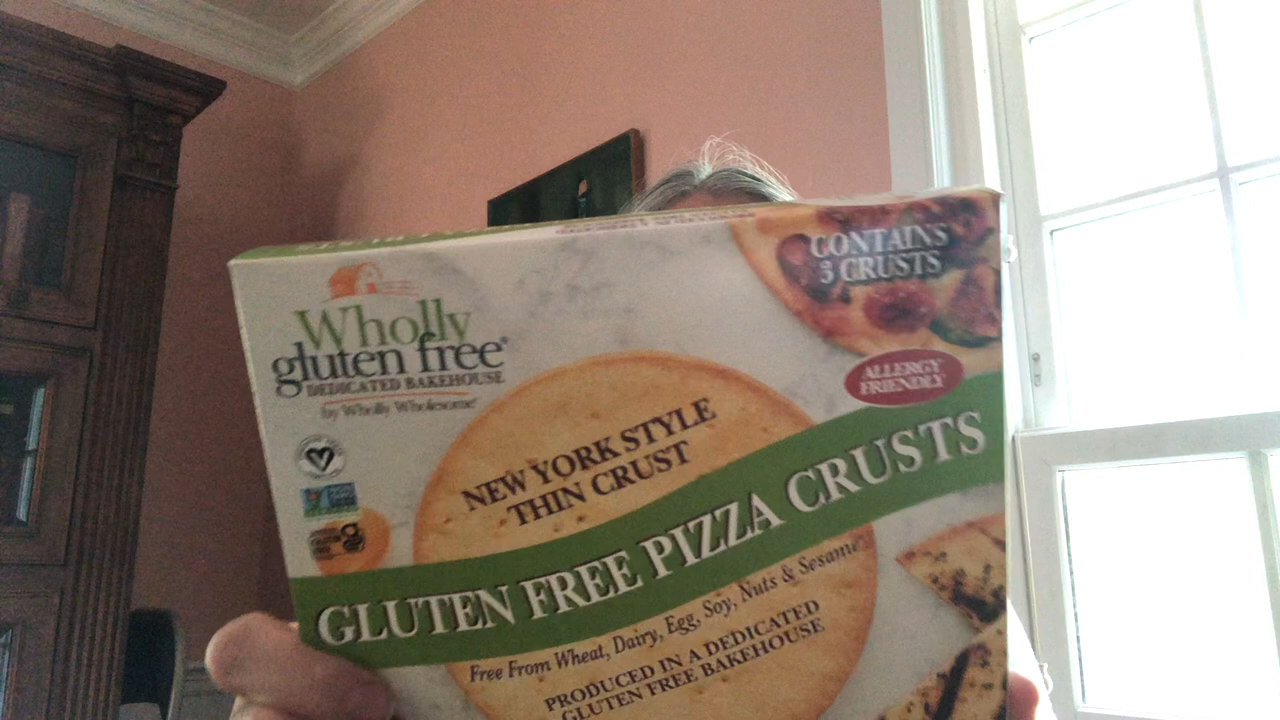 CONTAINS
3 CRUSTS
Wholly
gluten free®
DEDICATED BAKEHOUSE
by Wholly Wholesome
ALLERGY
FRIENDLY
NEW YORK STYLE
THIN CRUST
GLUTEN FREE PIZZA CRUSTS
Free From Wheat, Dairy, Egg, Soy, Nuts & Sesame
PRODUCED IN A DEDICATED
GLUTEN FREE BAKEHOUSE